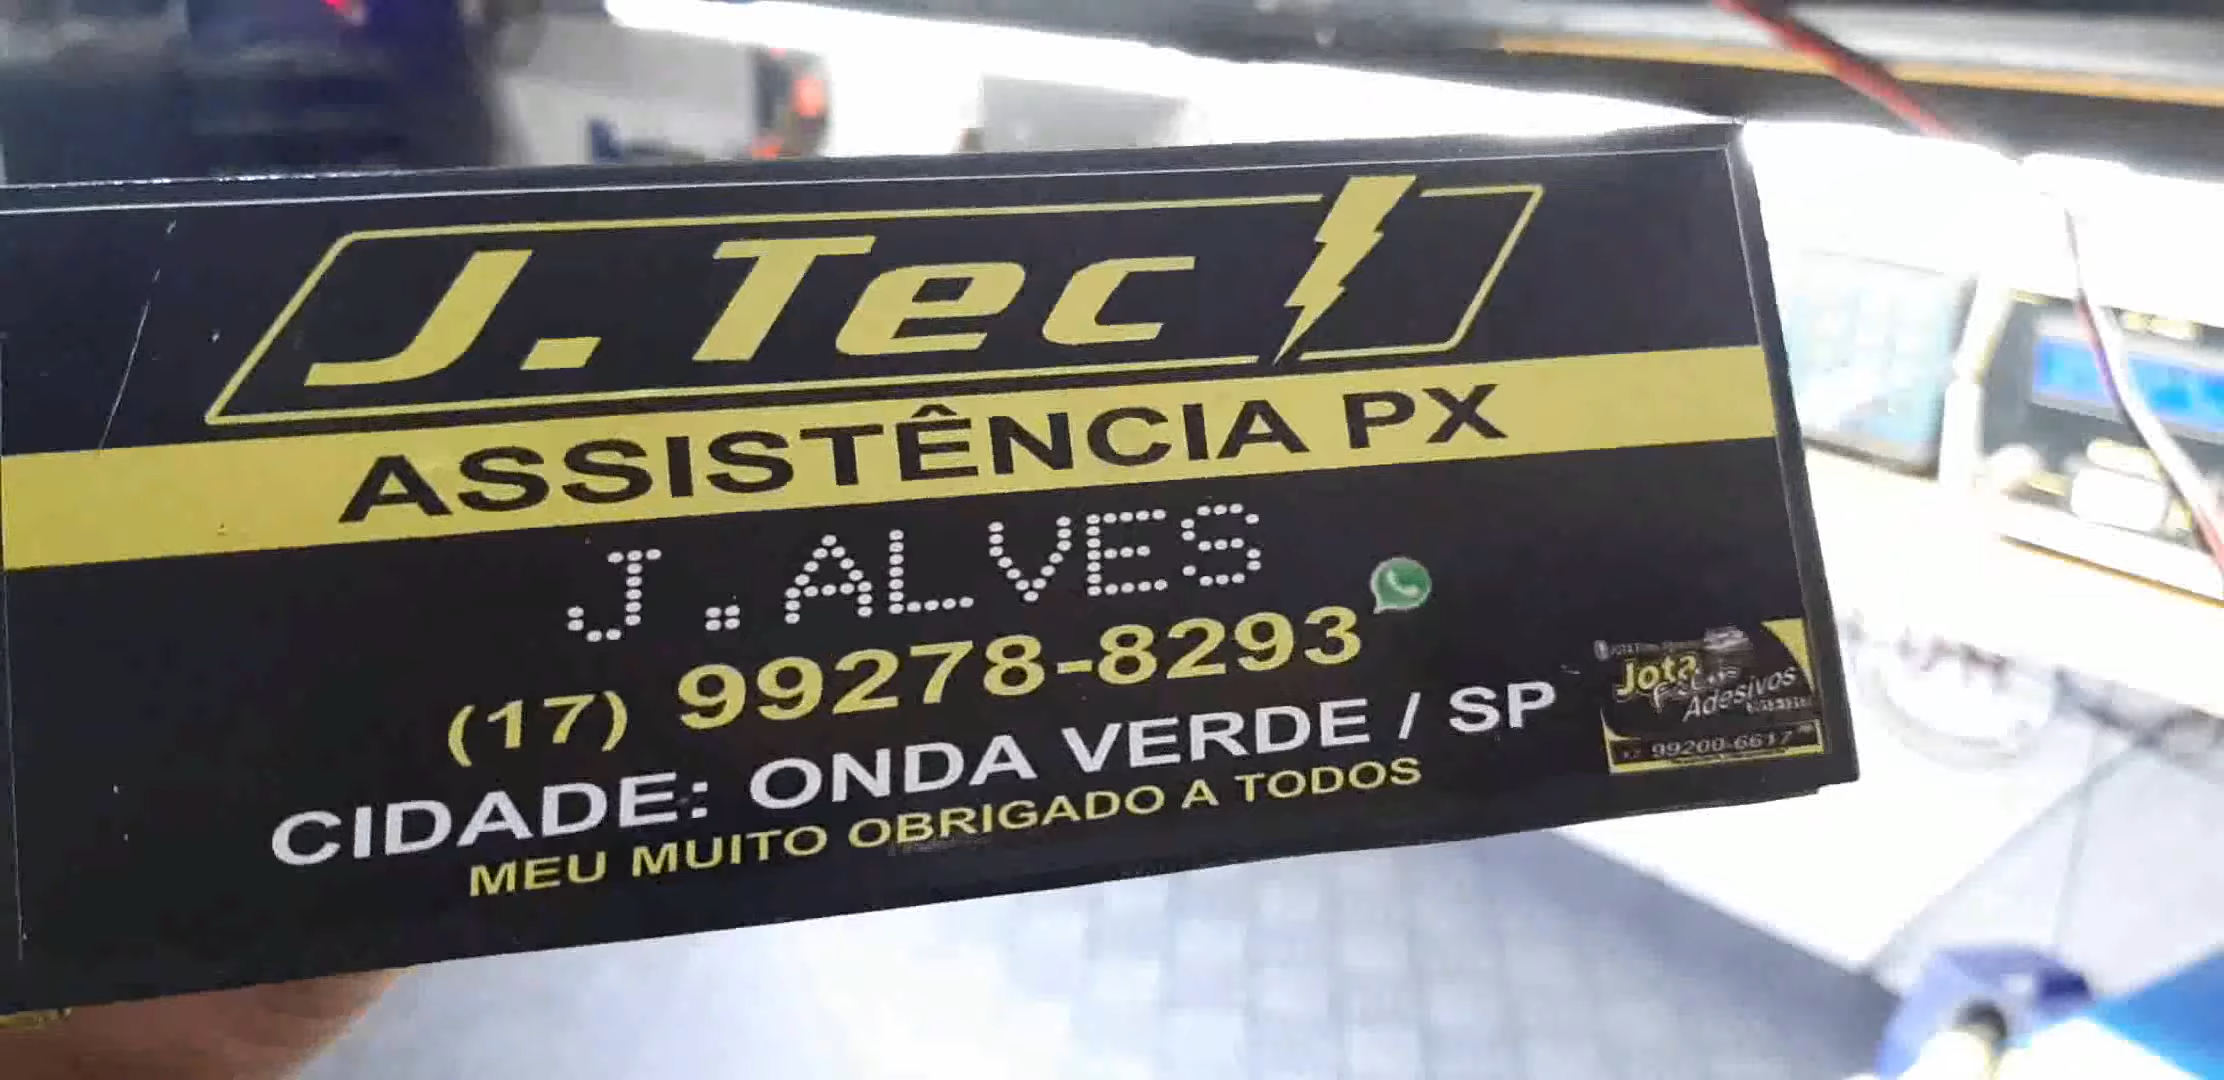 J. Tec
ASSISTÊNCIA PX
J.ALVES
(17) 99278-8293
CIDADE: ONDA VERDE / SP
MEU MUITO OBRIGADO A TODOS
Jota
Adesivos
99200-6617